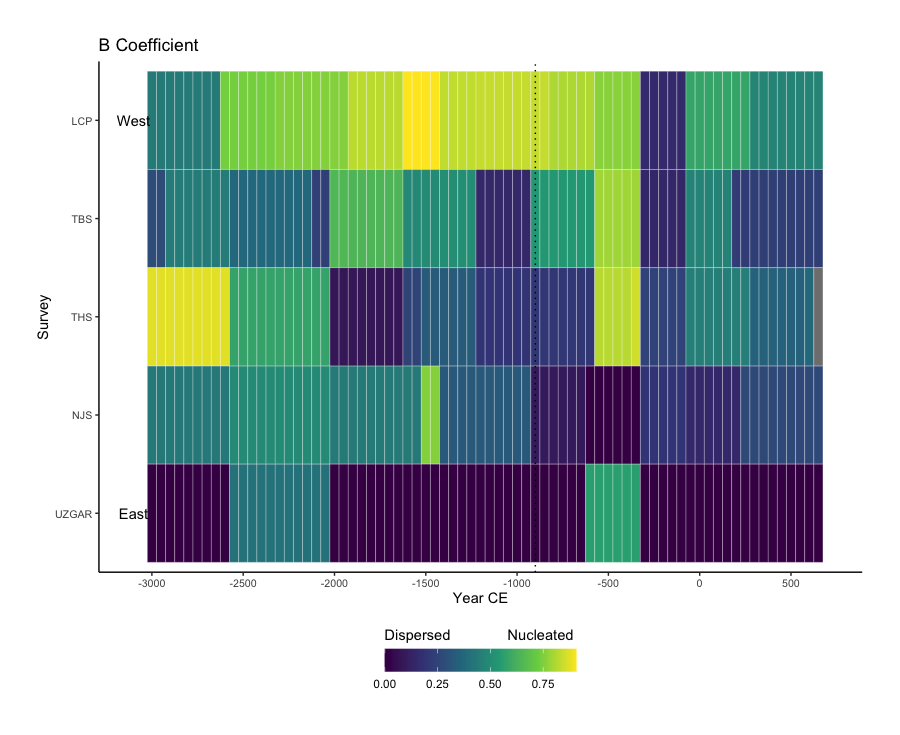 B Coefficient
LCP
West
TBS
Survey
THS
NJS
UZGAR
East
-3000 -2500 -2000 -1500 -1000 -500 0 500
Year CE
Dispersed Nucleated
0.00 0.25 0.50 0.75